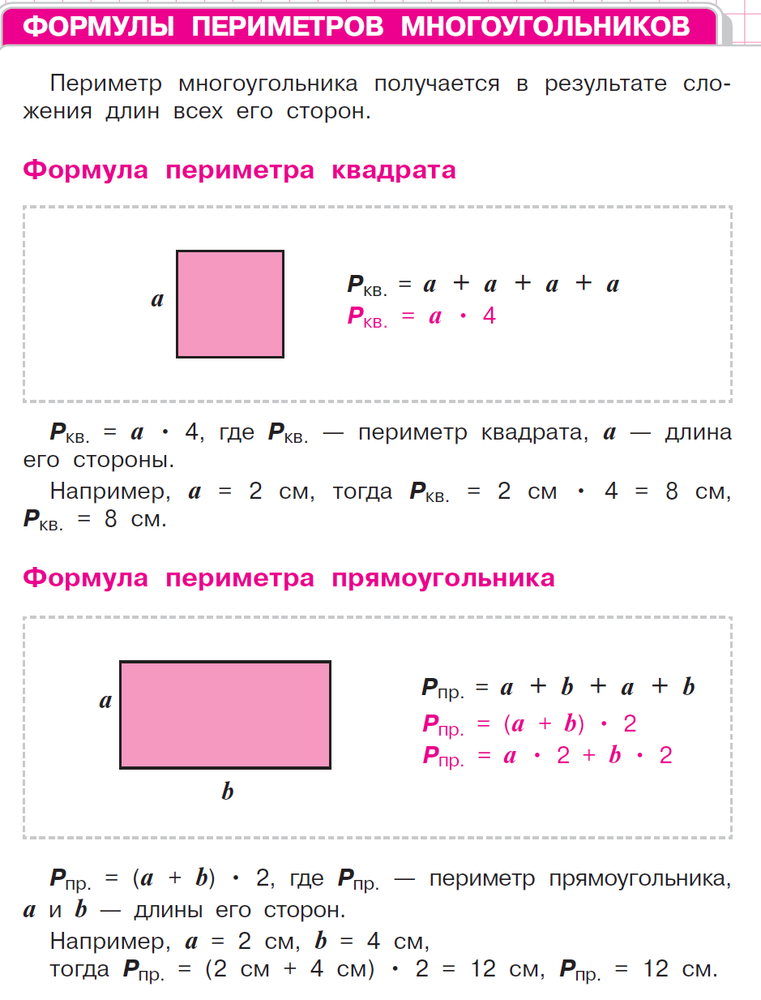 ФОРМУЛЫ ПЕРИМЕТРОВ МНОГОУГОЛЬНИКОВ
Периметр многоугольника получается в результате сло-
жения длин всех его сторон.
Формула периметра квадрата
a
Pкв. = a + a + a + a
Pкв. = a · 4
Pкв. = a · 4, где Pкв. — периметр квадрата, a — длина
его стороны.
Например, a = 2 см, тогда Pкв. = 2 см · 4 = 8 см,
Pкв. = 8 см.
Формула периметра прямоугольника
a
b
Pпр. = a + b + a + b
Pпр. = (a + b) · 2
Pпр. = a · 2 + b · 2
Pпр. = (a + b) · 2, где Pпр. — периметр прямоугольника,
a и b — длины его сторон.
Например, a = 2 см, b = 4 см,
тогда Pпр. = (2 см + 4 см) · 2 = 12 см, Pпр. = 12 см.